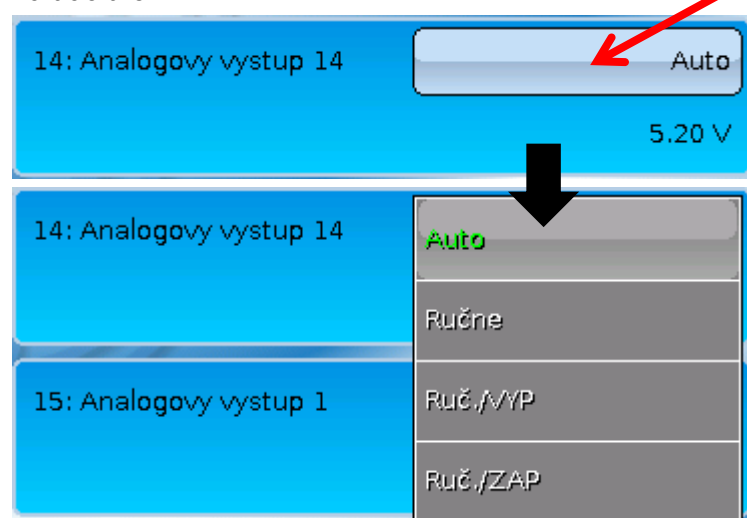 14: Analogovy vystup 14
Auto
5.20 V
14: Analogovy vystup 14
Auto
Ručne
15: Analogovy vystup 1
Ruč./VYP
Ruč./ZAP